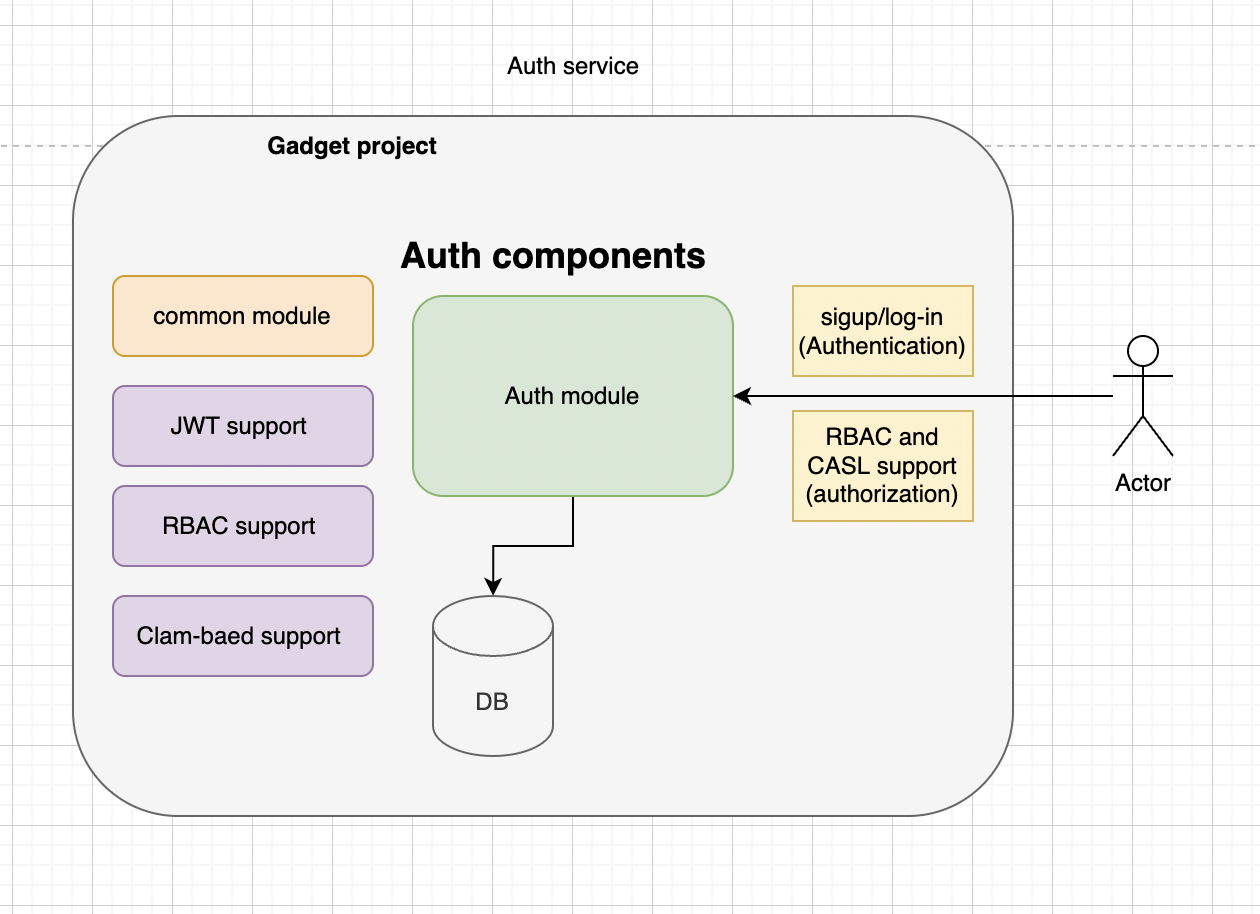 Auth service
Gadget project
Auth components
common module
JWT support
RBAC support
Clam-baed support
Auth module
DB
sigup/log-in
(Authentication)
RBAC and
CASL support
(authorization)
Actor